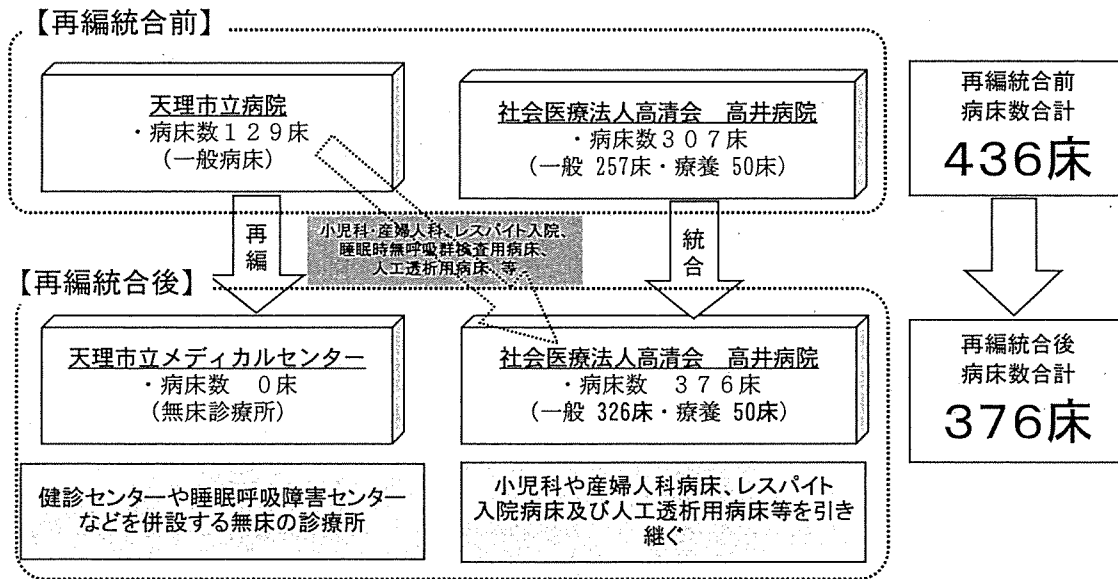 【再編統合前】
天理市立病院
・病床数129床
(一般病床)
社会医療法人高清会 高井病院
・病床数307床
(一般 257床・療養 50床)
再編統合前
病床数合計
436床
再編
小児科・産婦人科、レスパイト入院、
睡眠時無呼吸群検査用病床、
人工透析用病床、等
統合
【再編統合後】
天理市立メディカルセンター
・病床数 0床
(無床診療所)
社会医療法人高清会 高井病院
・病床数 376床
(一般 326床・療養 50床)
再編統合後
病床数合計
376床
健診センターや睡眠呼吸障害センター
などを併設する無床の診療所
小児科や産婦人科病床、レスパイト
入院病床及び人工透析用病床等を引き
継ぐ